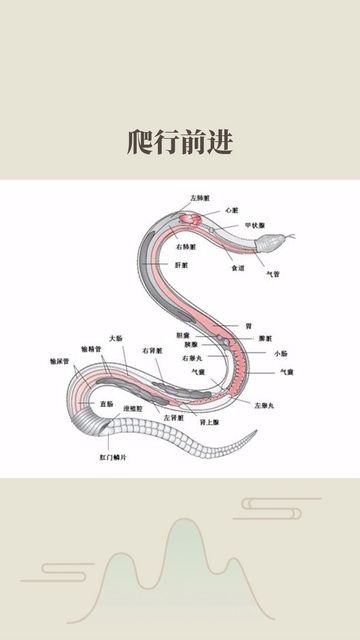 爬行前进
左肺脏
心脏
甲状腺
右肺脏
肝脏
食道
气管
胃
胆囊
脾脏
胰腺
小肠
大肠
右肾脏
右睾丸
输精管
气囊
气囊
输尿管
直肠
泄殖腔
左肾脏
肾上腺
左睾丸
肛门鳞片